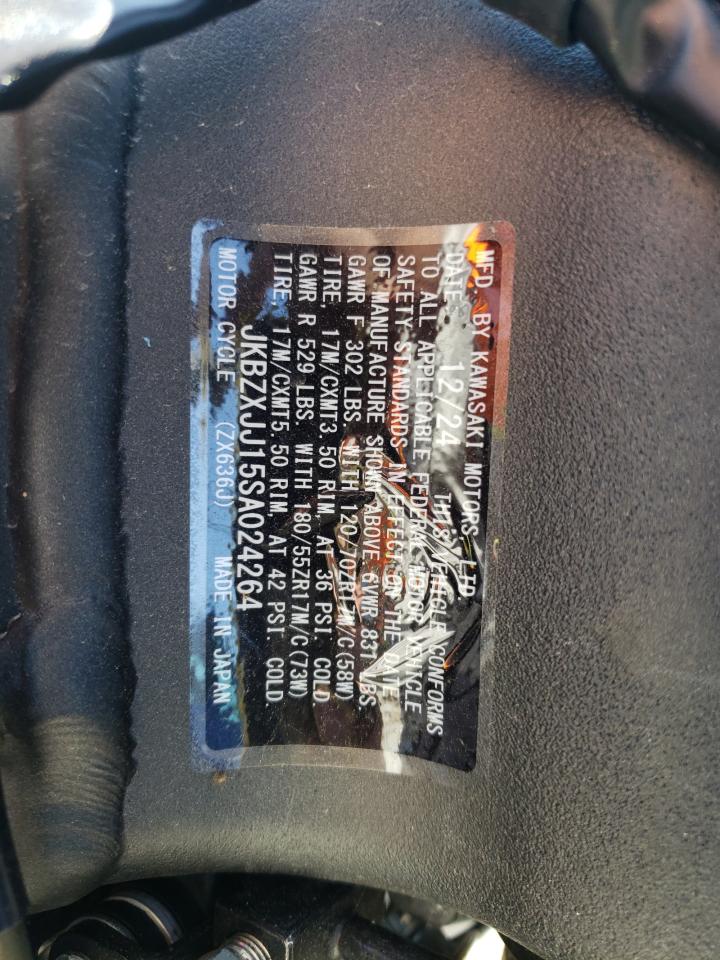 MFD. BY KAWASAKI MOTORS, LTD
DATE: 12/24 THIS VEHICLE CONFORMS
TO ALL APPLICABLE FEDERAL MOTOR VEHICLE
SAFETY STANDARDS IN EFFECT ON THE DATE
OF MANUFACTURE SHOWN ABOVE GVWR 831 LBS.
GAWR F 302 LBS WITH 120/70ZR17M/C(58W)
TIRE, 17M/CXMT3.50 RIM, AT 36 PSI. COLD
GAWR R 529 LBS WITH 180/55ZR17M/C(73W)
TIRE, 17M/CXMT5.50 RIM AT 42 PSI COLD
JKBZXJJ15SA024264
MOTOR CYCLE (ZX636J) MADE IN JAPAN